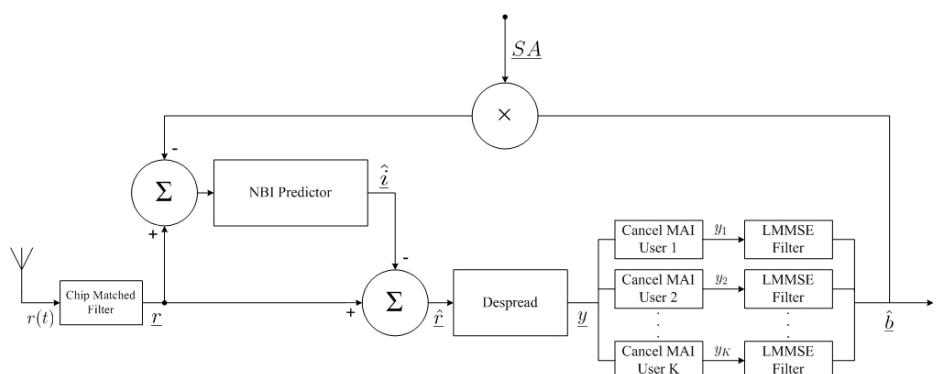 SA
×
-
Σ
NBI Predictor
î
+
-
r(t)
Chip Matched
Filter
r
+
Σ
r̂
Despread
y
Cancel MAI
User 1
y₁
LMMSE
Filter
Cancel MAI
User 2
y₂
LMMSE
Filter
.
.
.
.
Cancel MAI
User K
y_K
LMMSE
Filter
b̂